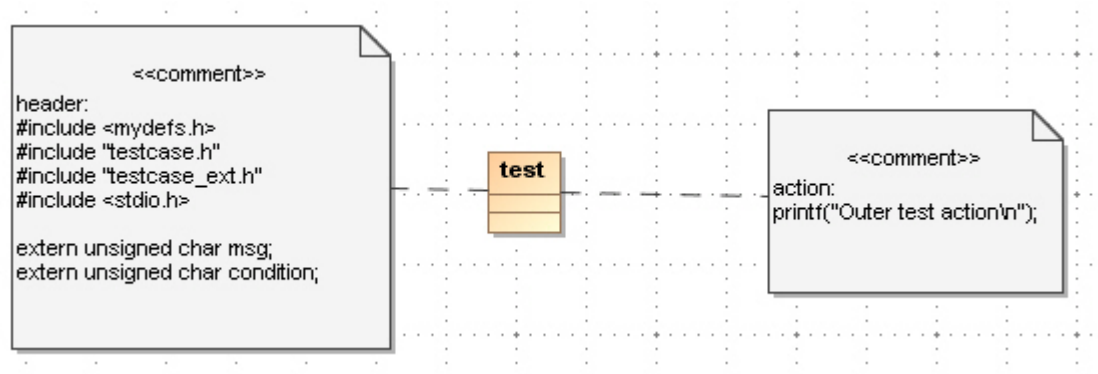 <<comment>>
header:
#include <mydefs.h>
#include "testcase.h"
#include "testcase_ext.h"
#include <stdio.h>
extern unsigned char msg;
extern unsigned char condition;
test
<<comment>>
action:
printf("Outer test action\n");